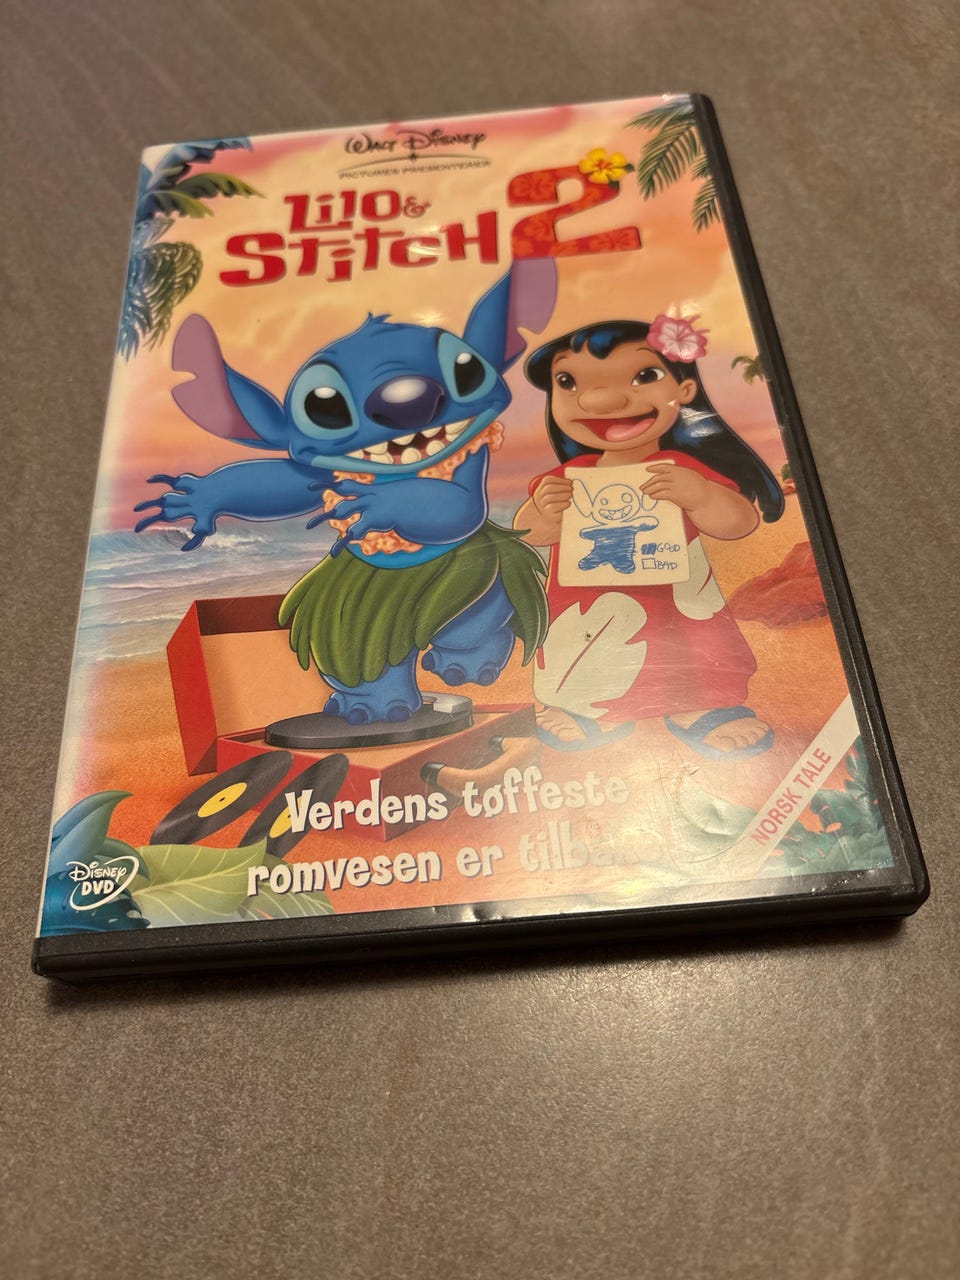 WALT DISNEY
PICTURES PRESENTERER
Lilo &
Stitch 2
GOOD
BAD
NORSK TALE
Verdens tøffeste
romvesen er
DISNEY
DVD